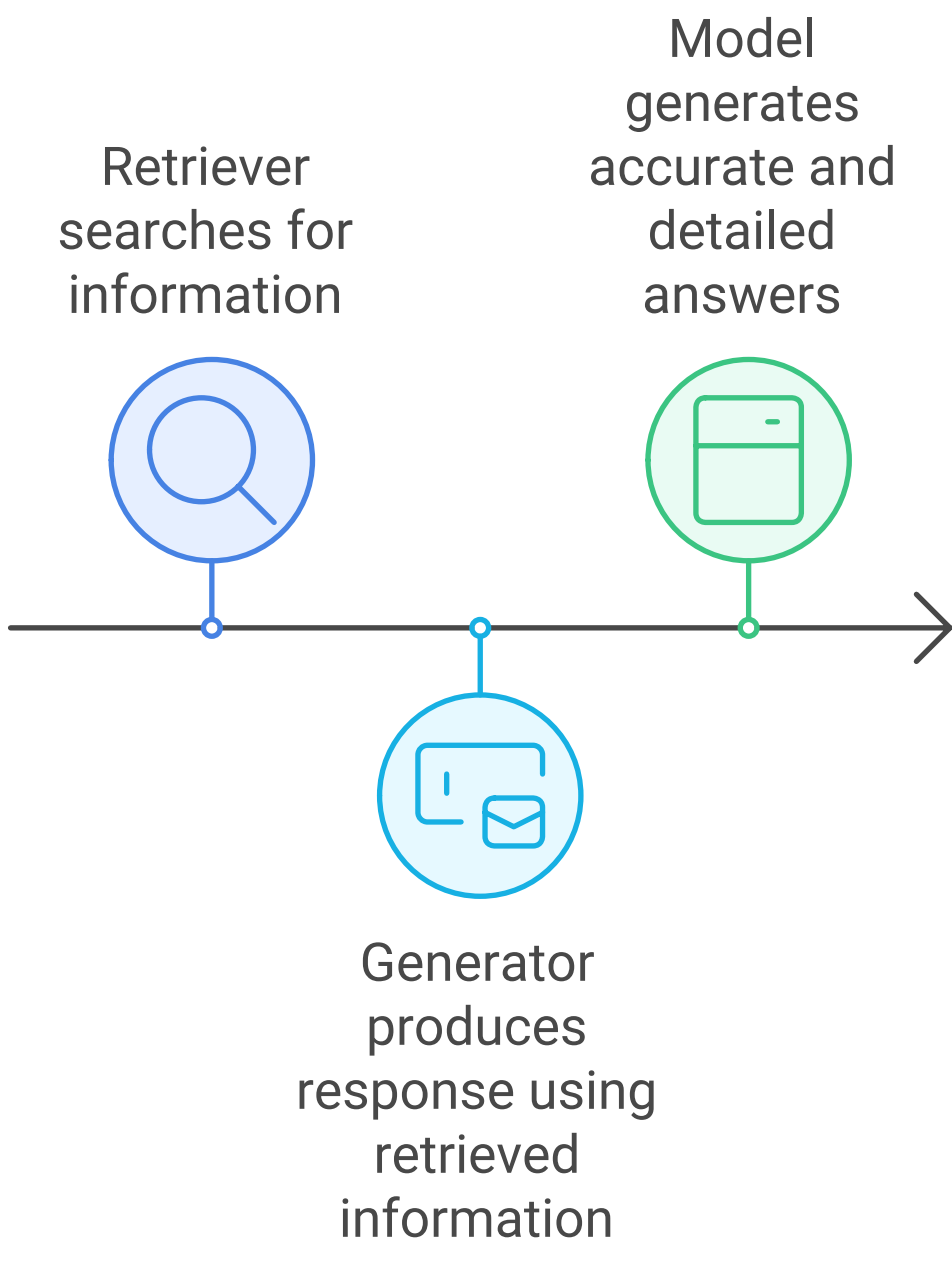 Retriever
searches for
information
Generator
produces
response using
retrieved
information
Model
generates
accurate and
detailed
answers